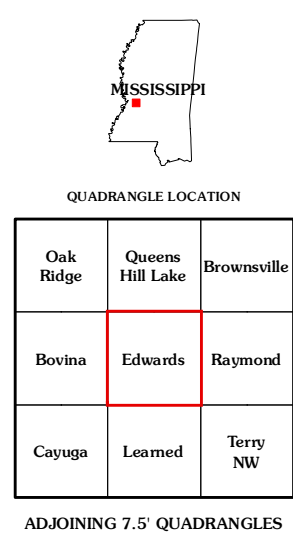 MISSISSIPPI
QUADRANGLE LOCATION
Oak
Ridge
Queens
Hill Lake
Brownsville
Bovina
Edwards
Raymond
Cayuga
Learned
Terry
NW
ADJOINING 7.5' QUADRANGLES